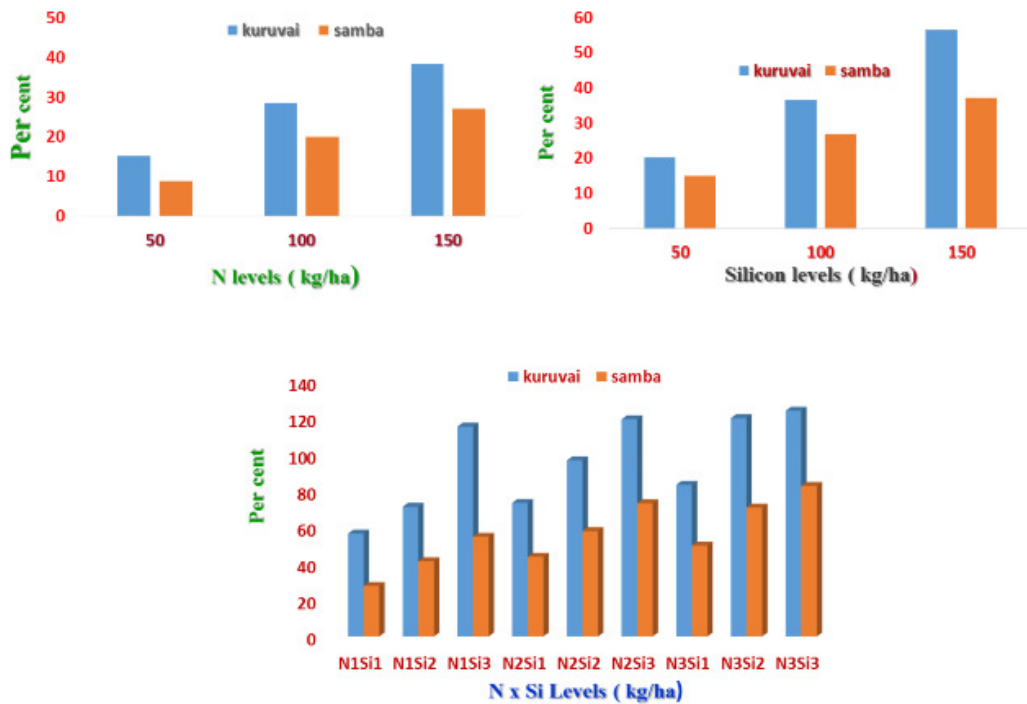 50
40
30
20
10
0
Per cent
kuruvai samba
50 100 150
N levels ( kg/ha)
60
50
40
30
20
10
0
Per cent
kuruvai samba
50 100 150
Silicon levels ( kg/ha)
140
120
100
80
60
40
20
0
Per cent
kuruvai samba
N1Si1 N1Si2 N1Si3 N2Si1 N2Si2 N2Si3 N3Si1 N3Si2 N3Si3
N x Si Levels ( kg/ha)